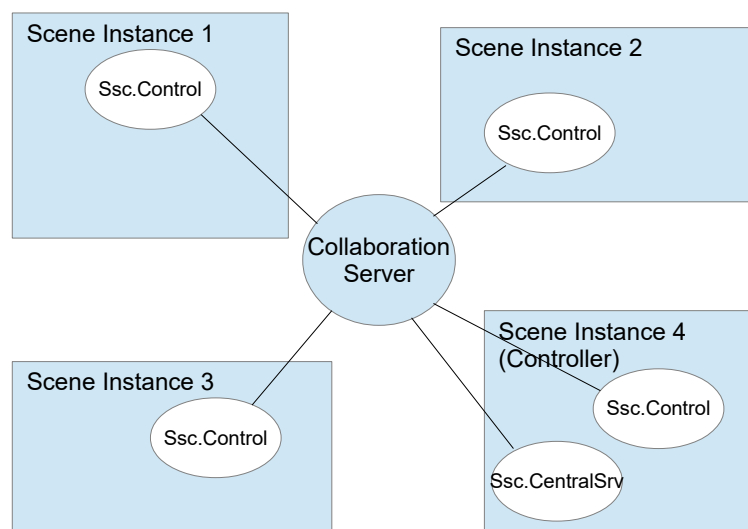 Scene Instance 1
Ssc.Control
Scene Instance 2
Ssc.Control
Collaboration
Server
Scene Instance 3
Ssc.Control
Scene Instance 4
(Controller)
Ssc.Control
Ssc.CentralSrv